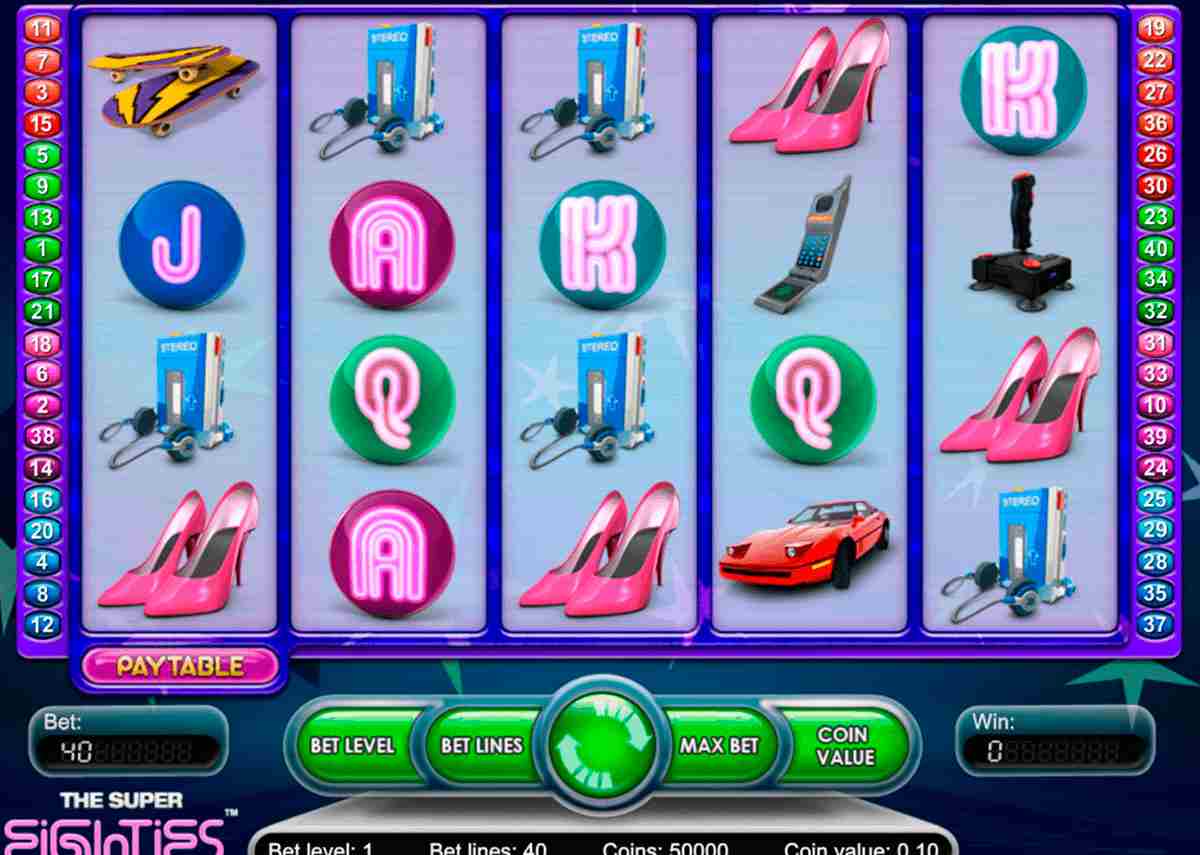 11
19
7
22
3
27
15
36
5
26
9
30
13
23
1
40
17
34
21
32
18
31
6
33
2
10
38
39
14
24
16
25
20
29
4
28
8
35
12
37
STEREO
STEREO
K
J
A
K
STEREO
Q
STEREO
Q
A
STEREO
PAYTABLE
Bet:
40
BET LEVEL
BET LINES
MAX BET
COIN
VALUE
Win:
0
THE SUPER
EIGHTIES™
Bet level: 1
Bet lines: 40
Coins: 50000
Coin value: 0.10